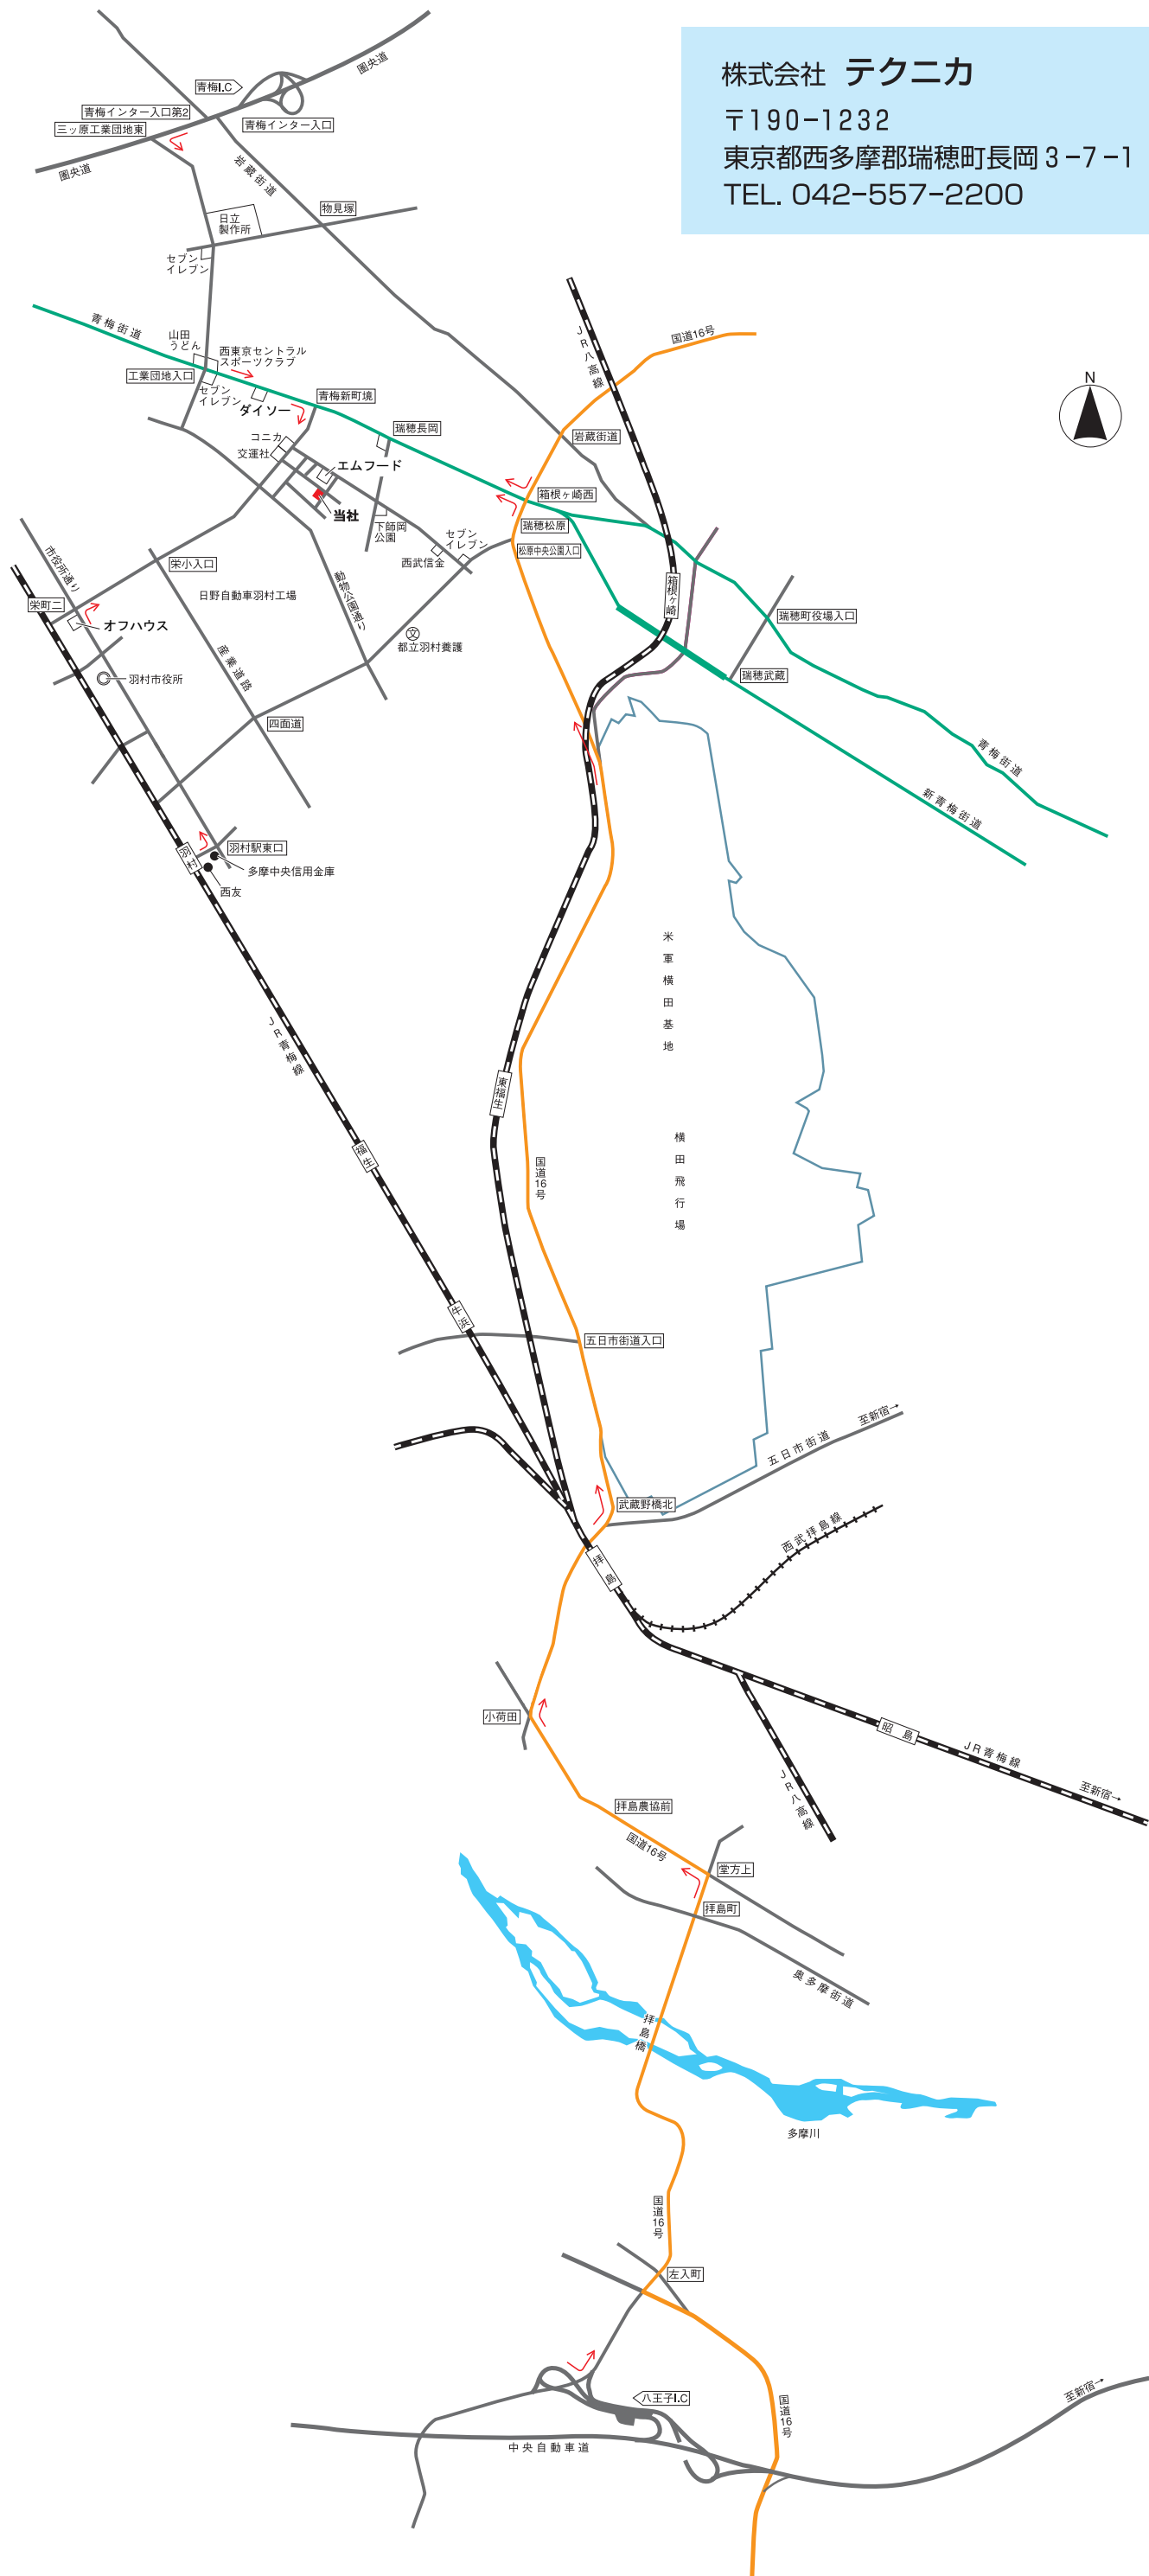 株式会社 テクニカ
〒190-1232
東京都西多摩郡瑞穂町長岡3-7-1
TEL. 042-557-2200
圏央道
青梅I.C
青梅インター入口第2
三ッ原工業団地東
青梅インター入口
圏央道
岩蔵街道
物見塚
日立
製作所
セブン
イレブン
青梅街道
山田
うどん
西東京セントラル
スポーツクラブ
工業団地入口
セブン
イレブン
ダイソー
青梅新町境
瑞穂長岡
コニカ
交運社
エムフード
当社
下師岡
公園
セブン
イレブン
西武信金
JR八高線
国道16号
岩蔵街道
箱根ヶ崎西
瑞穂松原
松原中央公園入口
N
市役所通り
栄小入口
栄町二
オフハウス
日野自動車羽村工場
動物公園通り
文
都立羽村養護
羽村市役所
産業道路
四面道
箱根ヶ崎
瑞穂町役場入口
瑞穂武蔵
青梅街道
新青梅街道
羽村
羽村駅東口
多摩中央信用金庫
西友
米軍横田基地
JR青梅線
東福生
福生
国道16号
横田飛行場
牛浜
五日市街道入口
至新宿→
五日市街道
武蔵野橋北
西武拝島線
拝島
小荷田
昭島
JR青梅線
至新宿→
JR八高線
拝島農協前
国道16号
堂方上
拝島町
奥多摩街道
拝島橋
多摩川
国道16号
左入町
八王子I.C
至新宿→
国道16号
中央自動車道